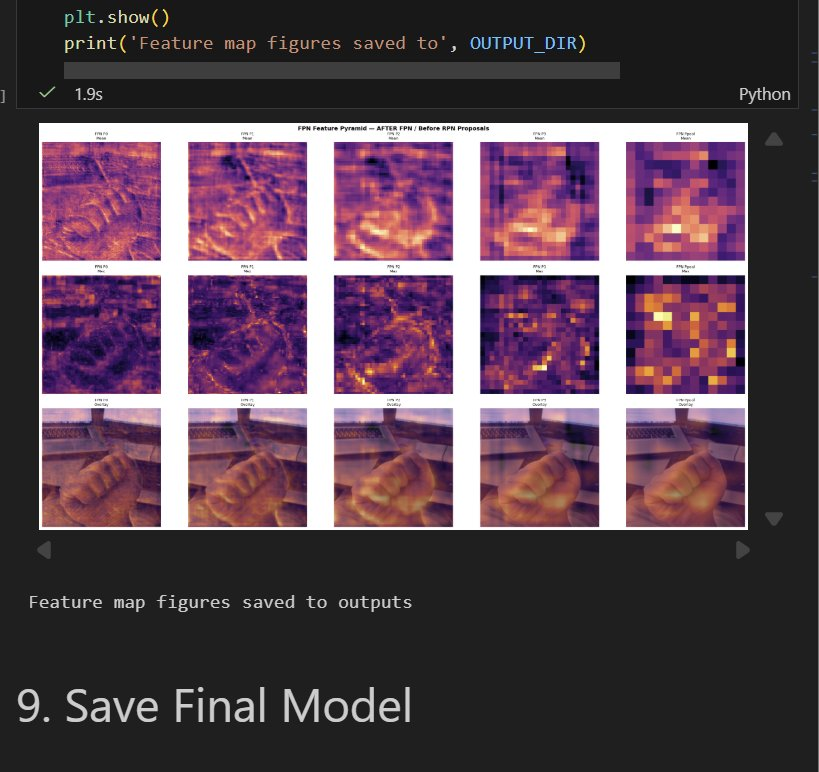 plt.show()
print('Feature map figures saved to', OUTPUT_DIR)
]
1.9s
Python
FPN Feature Pyramid — AFTER FPN / Before RPN Proposals
FPN P0 FPN P1 FPN P2 FPN P3 FPN Ppool
Mean Mean Mean Mean Mean
FPN P0 FPN P1 FPN P2 FPN P3 FPN Ppool
Max Max Max Max Max
FPN P0 FPN P1 FPN P2 FPN P3 FPN Ppool
Overlay Overlay Overlay Overlay Overlay
Feature map figures saved to outputs
9. Save Final Model